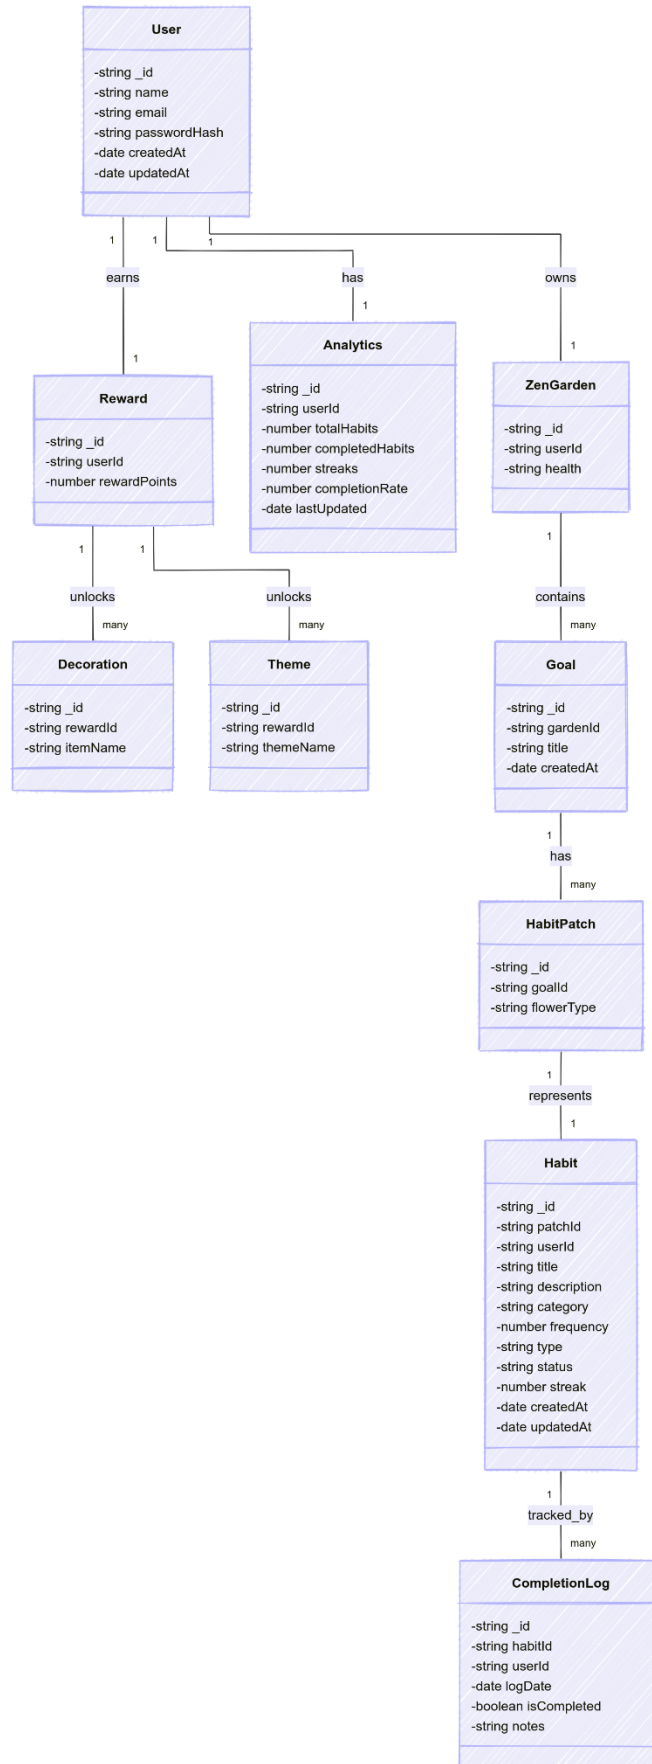 User
-string _id
-string name
-string email
-string passwordHash
-date createdAt
-date updatedAt
1
1
1
earns
has
owns
1
1
1
Analytics
-string _id
-string userId
-number totalHabits
-number completedHabits
-number streaks
-number completionRate
-date lastUpdated
Reward
-string _id
-string userId
-number rewardPoints
ZenGarden
-string _id
-string userId
-string health
1
1
1
unlocks
unlocks
contains
many
many
many
Decoration
-string _id
-string rewardId
-string itemName
Theme
-string _id
-string rewardId
-string themeName
Goal
-string _id
-string gardenId
-string title
-date createdAt
1
has
many
HabitPatch
-string _id
-string goalId
-string flowerType
1
represents
1
Habit
-string _id
-string patchId
-string userId
-string title
-string description
-string category
-number frequency
-string type
-string status
-number streak
-date createdAt
-date updatedAt
1
tracked_by
many
CompletionLog
-string _id
-string habitId
-string userId
-date logDate
-boolean isCompleted
-string notes